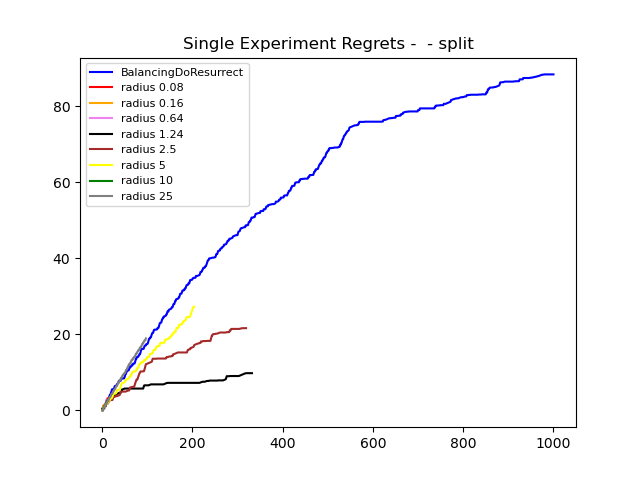 Single Experiment Regrets -  - split
BalancingDoResurrect
radius 0.08
radius 0.16
radius 0.64
radius 1.24
radius 2.5
radius 5
radius 10
radius 25
80
60
40
20
0
0 200 400 600 800 1000